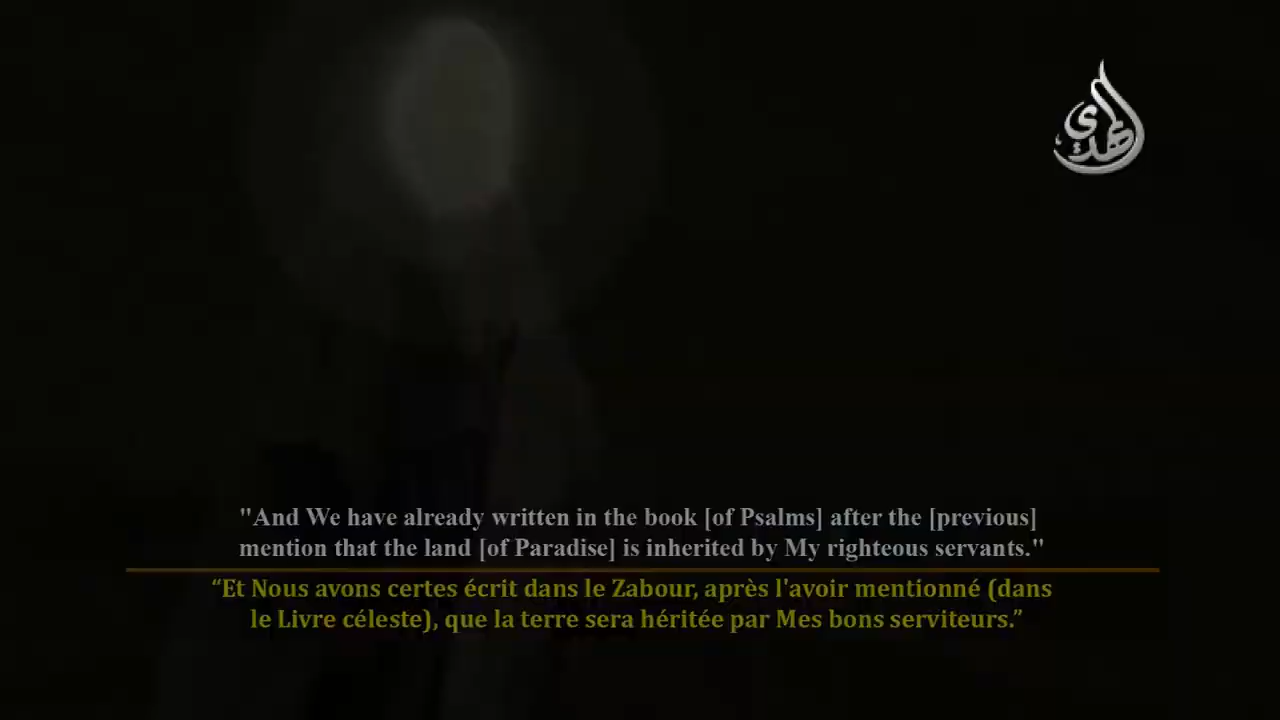 المهدي
"And We have already written in the book [of Psalms] after the [previous]
mention that the land [of Paradise] is inherited by My righteous servants."
“Et Nous avons certes écrit dans le Zabour, après l'avoir mentionné (dans
le Livre céleste), que la terre sera héritée par Mes bons serviteurs.”